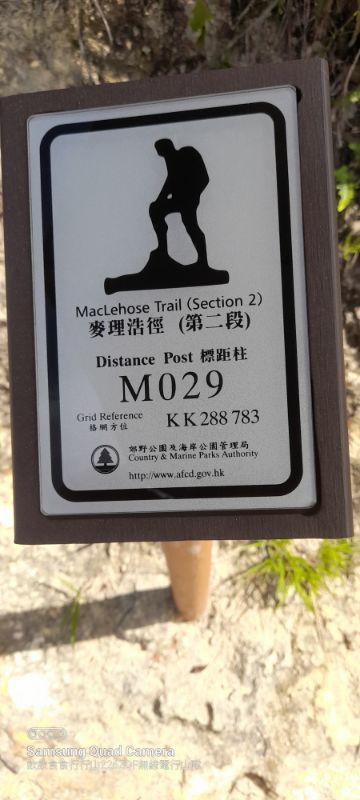 MacLehose Trail (Section 2)
麥理浩徑 (第二段)
Distance Post 標距柱
M029
Grid Reference KK288783
格網方位
郊野公園及海岸公園管理局
Country & Marine Parks Authority
http://www.afcd.gov.hk
Samsung Quad Camera